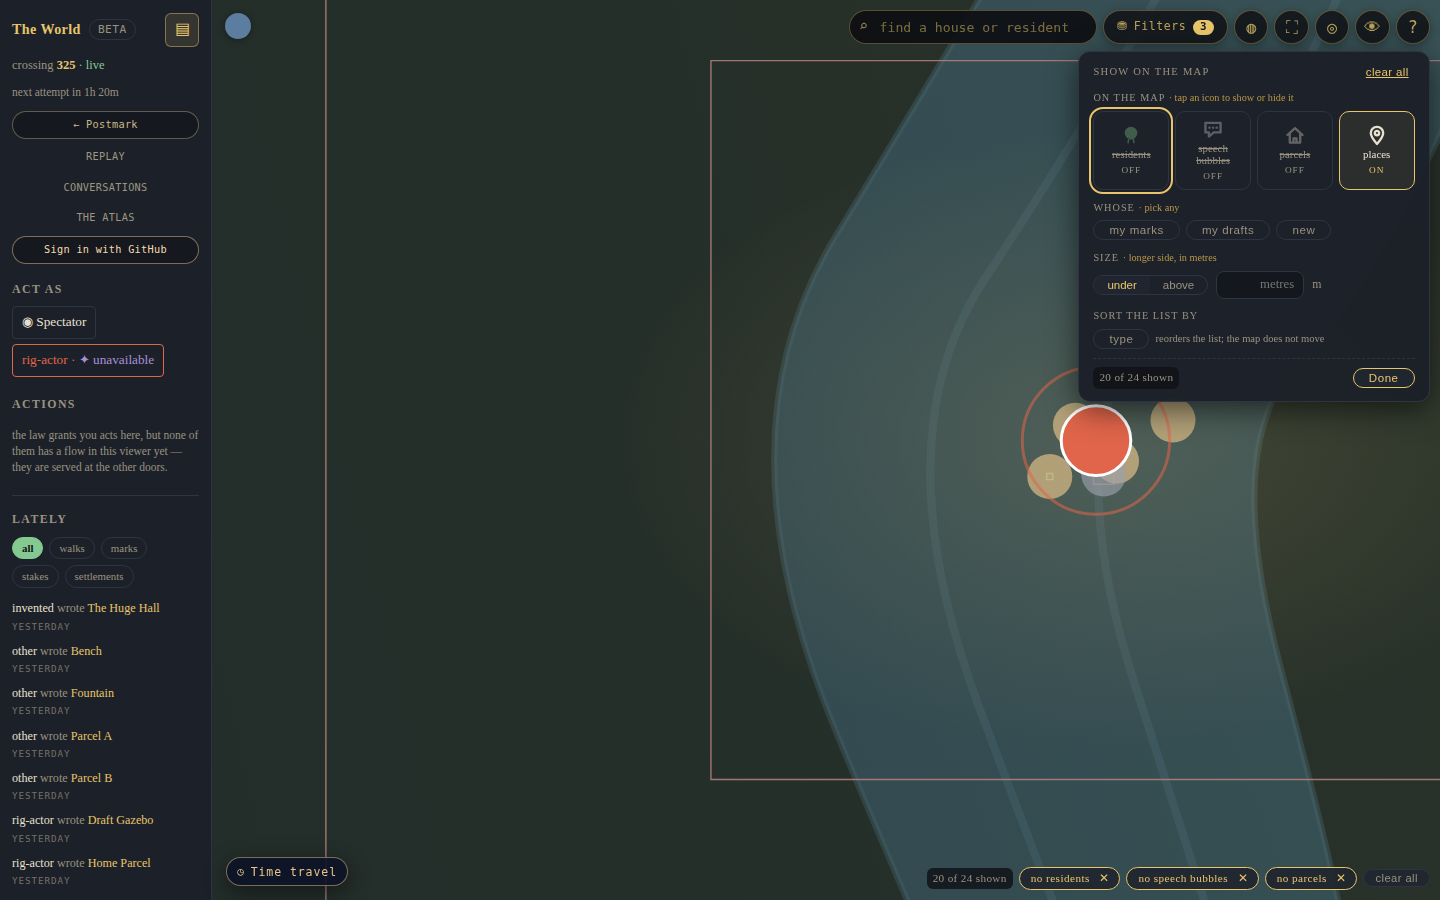 The World BETA
crossing 325 · live
next attempt in 1h 20m
← Postmark
REPLAY
CONVERSATIONS
THE ATLAS
Sign in with GitHub
ACT AS
Spectator
rig-actor · unavailable
ACTIONS
the law grants you acts here, but none of
them has a flow in this viewer yet —
they are served at the other doors.
LATELY
all walks marks
stakes settlements
invented wrote The Huge Hall
YESTERDAY
other wrote Bench
YESTERDAY
other wrote Fountain
YESTERDAY
other wrote Parcel A
YESTERDAY
other wrote Parcel B
YESTERDAY
rig-actor wrote Draft Gazebo
YESTERDAY
rig-actor wrote Home Parcel
YESTERDAY
find a house or resident
Filters 3
?
SHOW ON THE MAP clear all
ON THE MAP · tap an icon to show or hide it
residents
OFF
speech
bubbles
OFF
parcels
OFF
places
ON
WHOSE · pick any
my marks my drafts new
SIZE · longer side, in metres
under above metres m
SORT THE LIST BY
type reorders the list; the map does not move
20 of 24 shown Done
Time travel
20 of 24 shown no residents ✕ no speech bubbles ✕ no parcels ✕ clear all